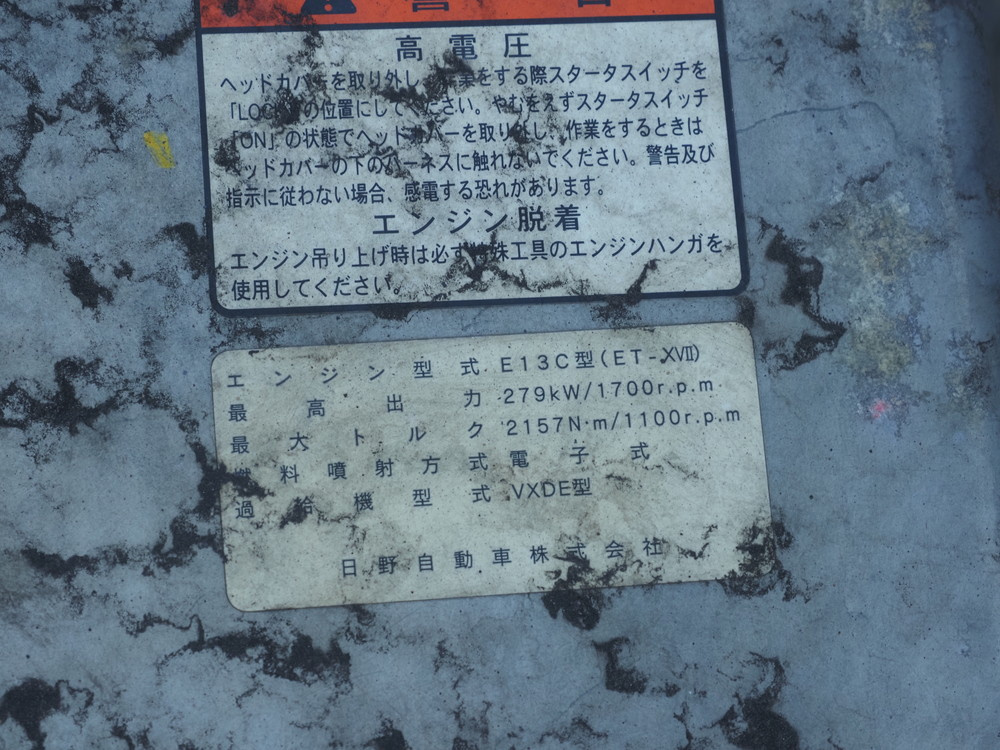 警告
高電圧
ヘッドカバーを取り外し、作業をする際スタータスイッチを
「LOCK」の位置にしてください。やむをえずスタータスイッチ
「ON」の状態でヘッドカバーを取り外し、作業をするときは
ヘッドカバーの下のハーネスに触れないでください。警告及び
指示に従わない場合、感電する恐れがあります。
エンジン脱着
エンジン吊り上げ時は必ず特殊工具のエンジンハンガを
使用してください。
エンジン型式 E13C型(ET-XVII)
最高出力 279kW/1700r.p.m
最大トルク 2157N·m/1100r.p.m
燃料噴射方式 電子式
過給機型式 VXDE型
日野自動車株式会社